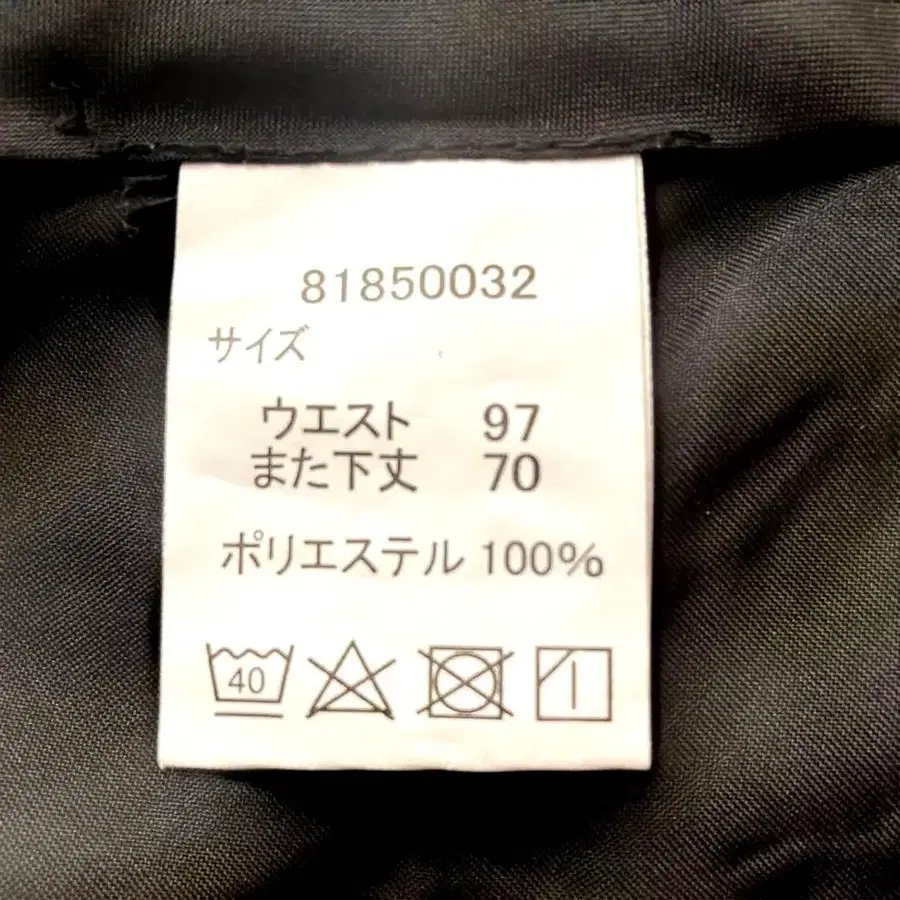 81850032
サイズ
ウエスト 97
また下丈 70
ポリエステル 100%
40